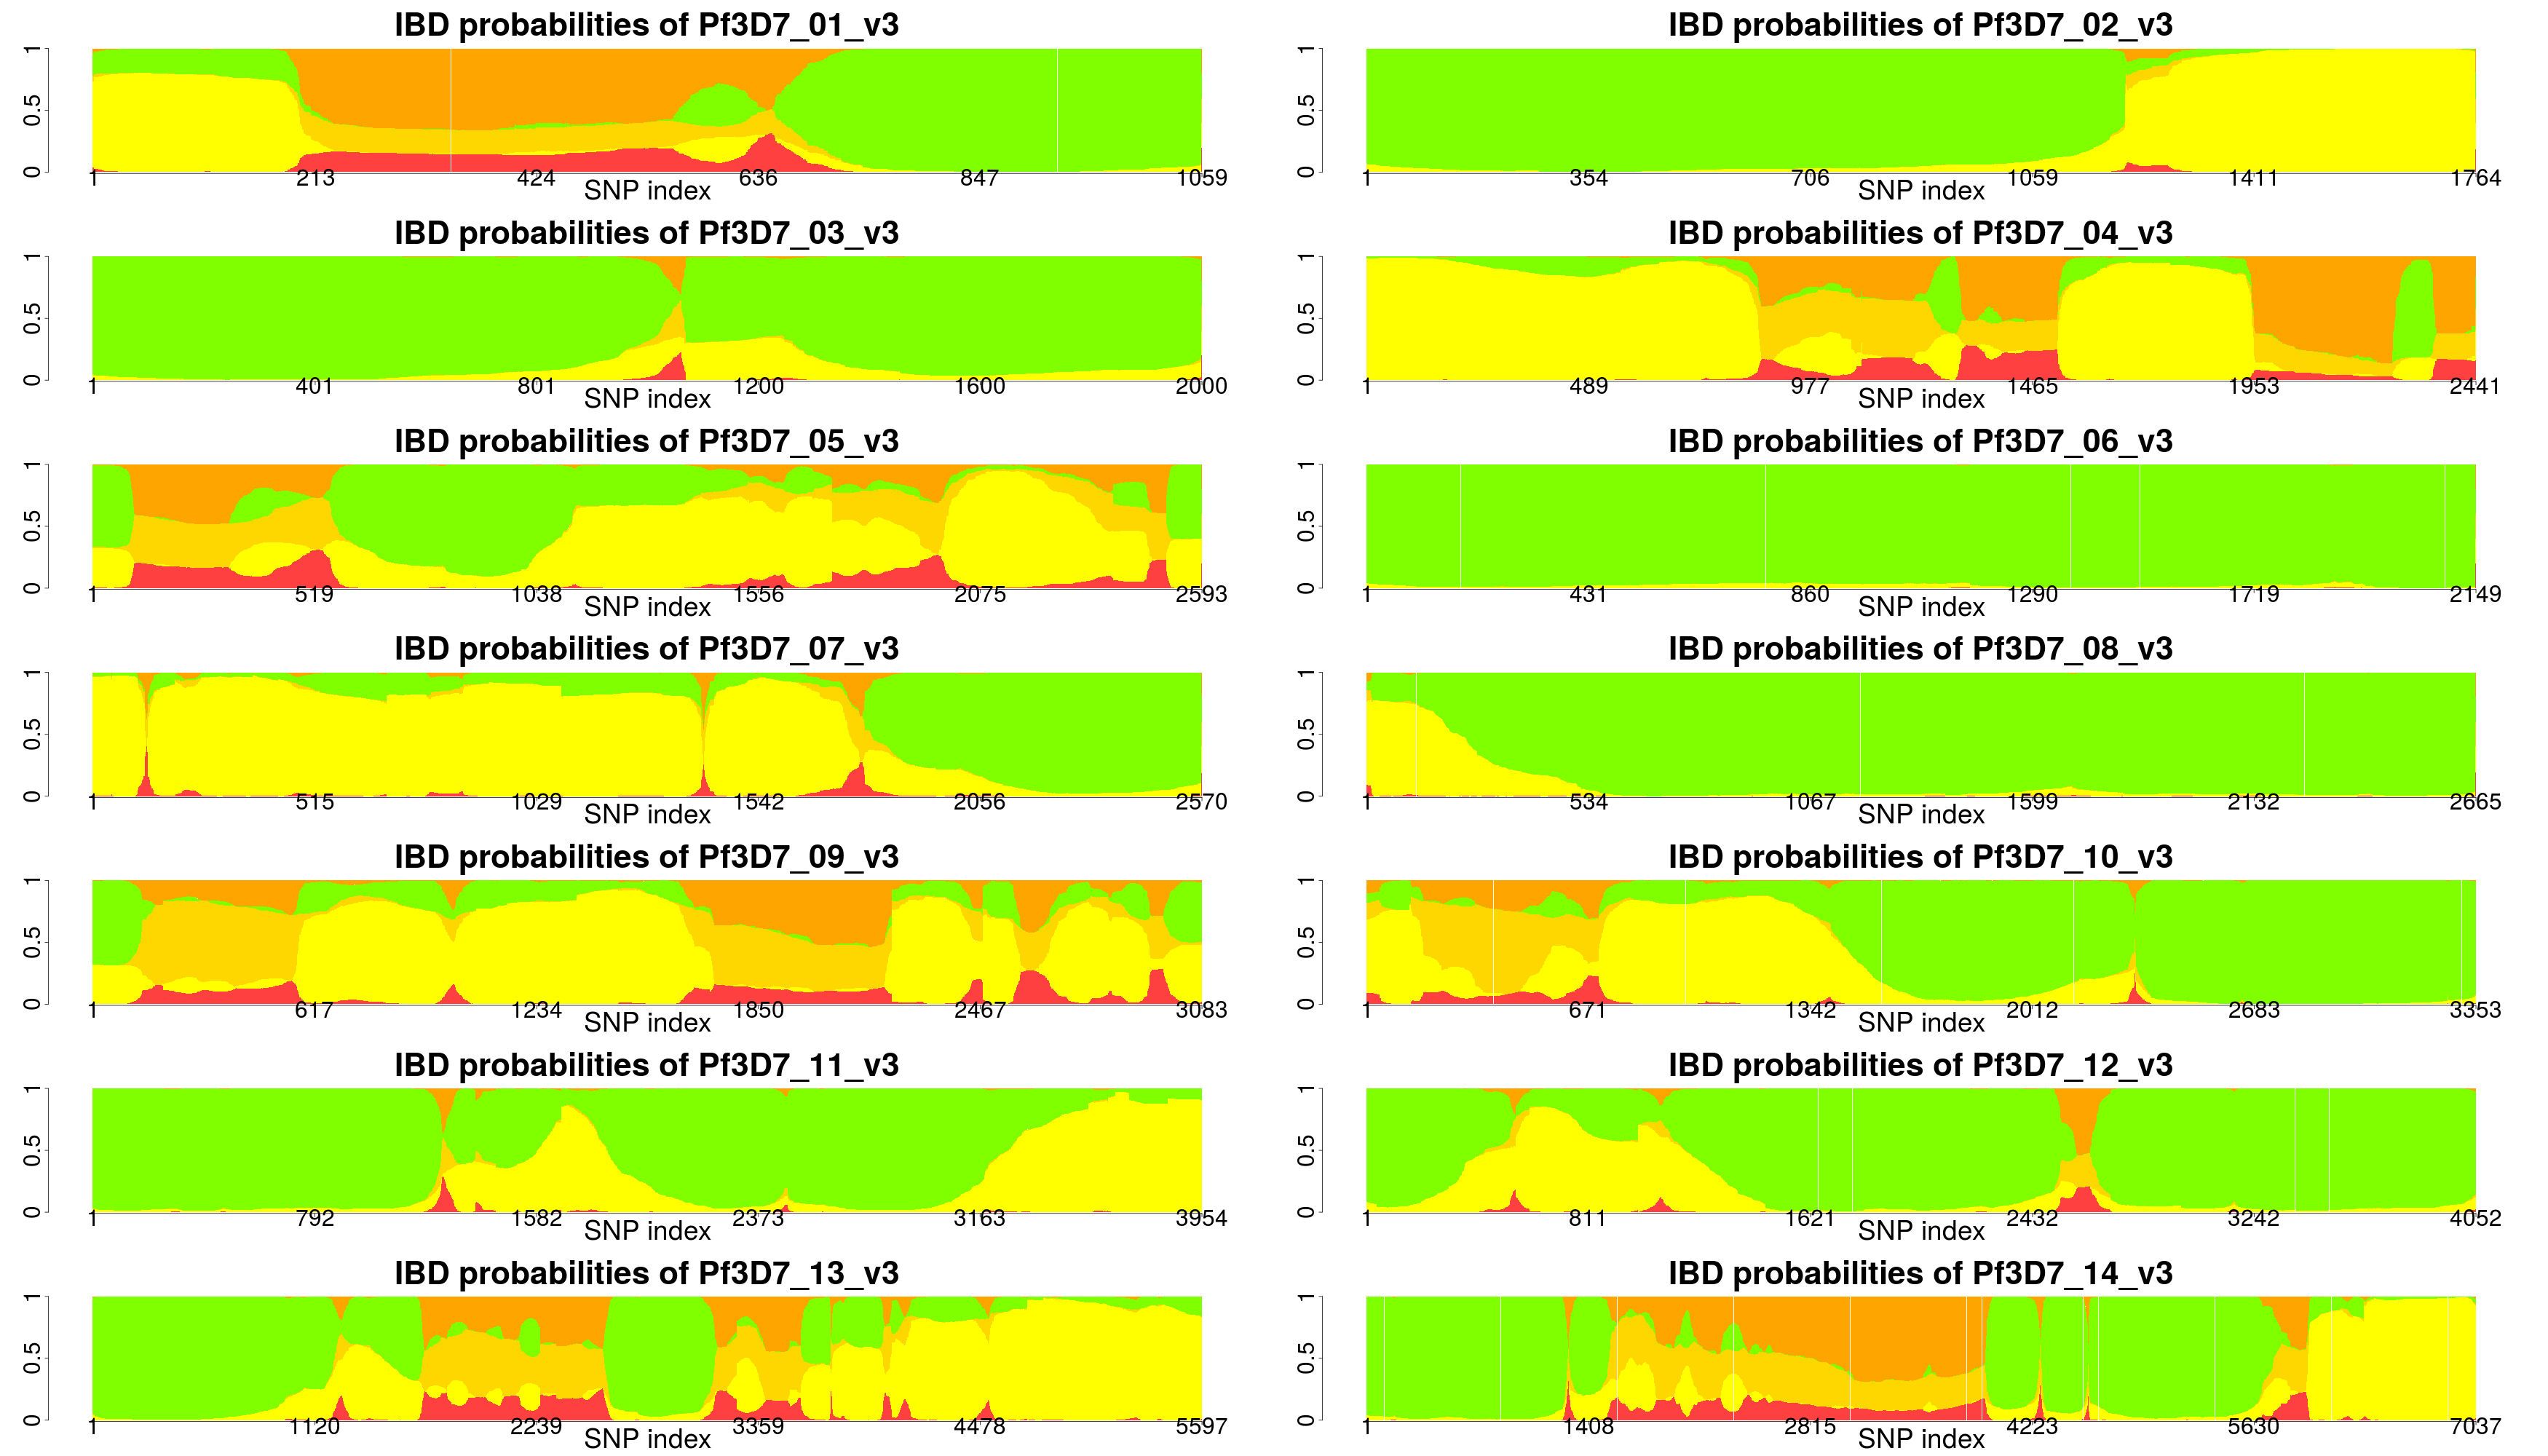 IBD probabilities of Pf3D7_01_v3
0 0.5 1
1 213 424 636 847 1059
SNP index
IBD probabilities of Pf3D7_02_v3
0 0.5 1
1 354 706 1059 1411 1764
SNP index
IBD probabilities of Pf3D7_03_v3
0 0.5 1
1 401 801 1200 1600 2000
SNP index
IBD probabilities of Pf3D7_04_v3
0 0.5 1
1 489 977 1465 1953 2441
SNP index
IBD probabilities of Pf3D7_05_v3
0 0.5 1
1 519 1038 1556 2075 2593
SNP index
IBD probabilities of Pf3D7_06_v3
0 0.5 1
1 431 860 1290 1719 2149
SNP index
IBD probabilities of Pf3D7_07_v3
0 0.5 1
1 515 1029 1542 2056 2570
SNP index
IBD probabilities of Pf3D7_08_v3
0 0.5 1
1 534 1067 1599 2132 2665
SNP index
IBD probabilities of Pf3D7_09_v3
0 0.5 1
1 617 1234 1850 2467 3083
SNP index
IBD probabilities of Pf3D7_10_v3
0 0.5 1
1 671 1342 2012 2683 3353
SNP index
IBD probabilities of Pf3D7_11_v3
0 0.5 1
1 792 1582 2373 3163 3954
SNP index
IBD probabilities of Pf3D7_12_v3
0 0.5 1
1 811 1621 2432 3242 4052
SNP index
IBD probabilities of Pf3D7_13_v3
0 0.5 1
1 1120 2239 3359 4478 5597
SNP index
IBD probabilities of Pf3D7_14_v3
0 0.5 1
1 1408 2815 4223 5630 7037
SNP index